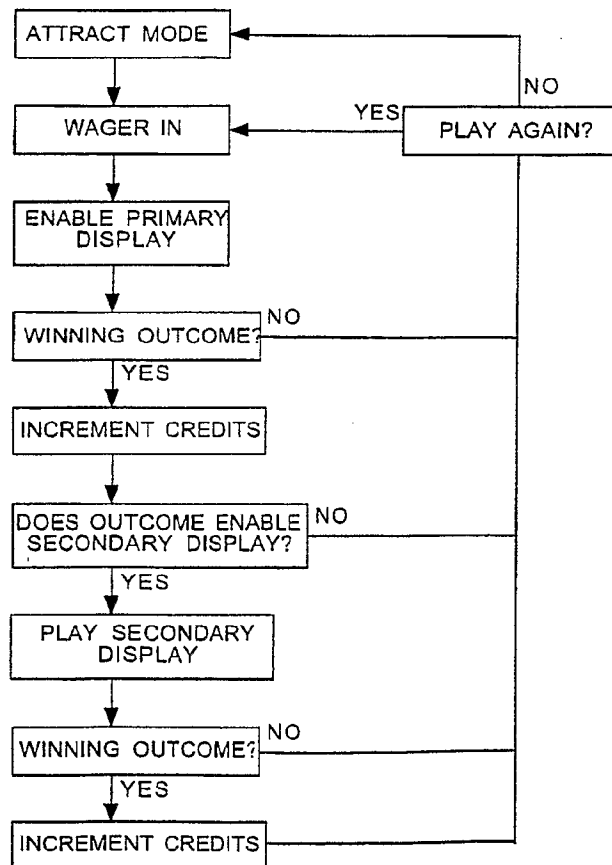 ATTRACT MODE
NO
YES
WAGER IN
PLAY AGAIN?
ENABLE PRIMARY
DISPLAY
NO
WINNING OUTCOME?
YES
INCREMENT CREDITS
NO
DOES OUTCOME ENABLE
SECONDARY DISPLAY?
YES
PLAY SECONDARY
DISPLAY
NO
WINNING OUTCOME?
YES
INCREMENT CREDITS